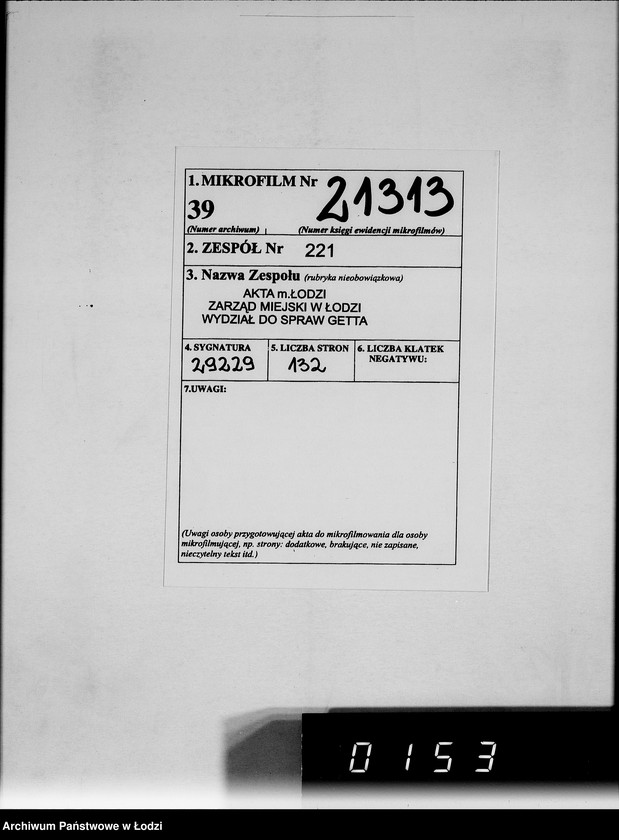 1. MIKROFILM Nr 21313
39
(Numer archiwum) (Numer księgi ewidencji mikrofilmów)
2. ZESPÓŁ Nr 221
3. Nazwa Zespołu (rubryka nieobowiązkowa)
AKTA m.ŁODZI
ZARZĄD MIEJSKI W ŁODZI
WYDZIAŁ DO SPRAW GETTA
4. SYGNATURA 5. LICZBA STRON 6. LICZBA KLATEK
NEGATYWU:
29229 132
7.UWAGI:
(Uwagi osoby przygotowującej akta do mikrofilmowania dla osoby
mikrofilmującej, np. strony: dodatkowe, brakujące, nie zapisane,
nieczytelny tekst itd.)
0153
Archiwum Państwowe w Łodzi